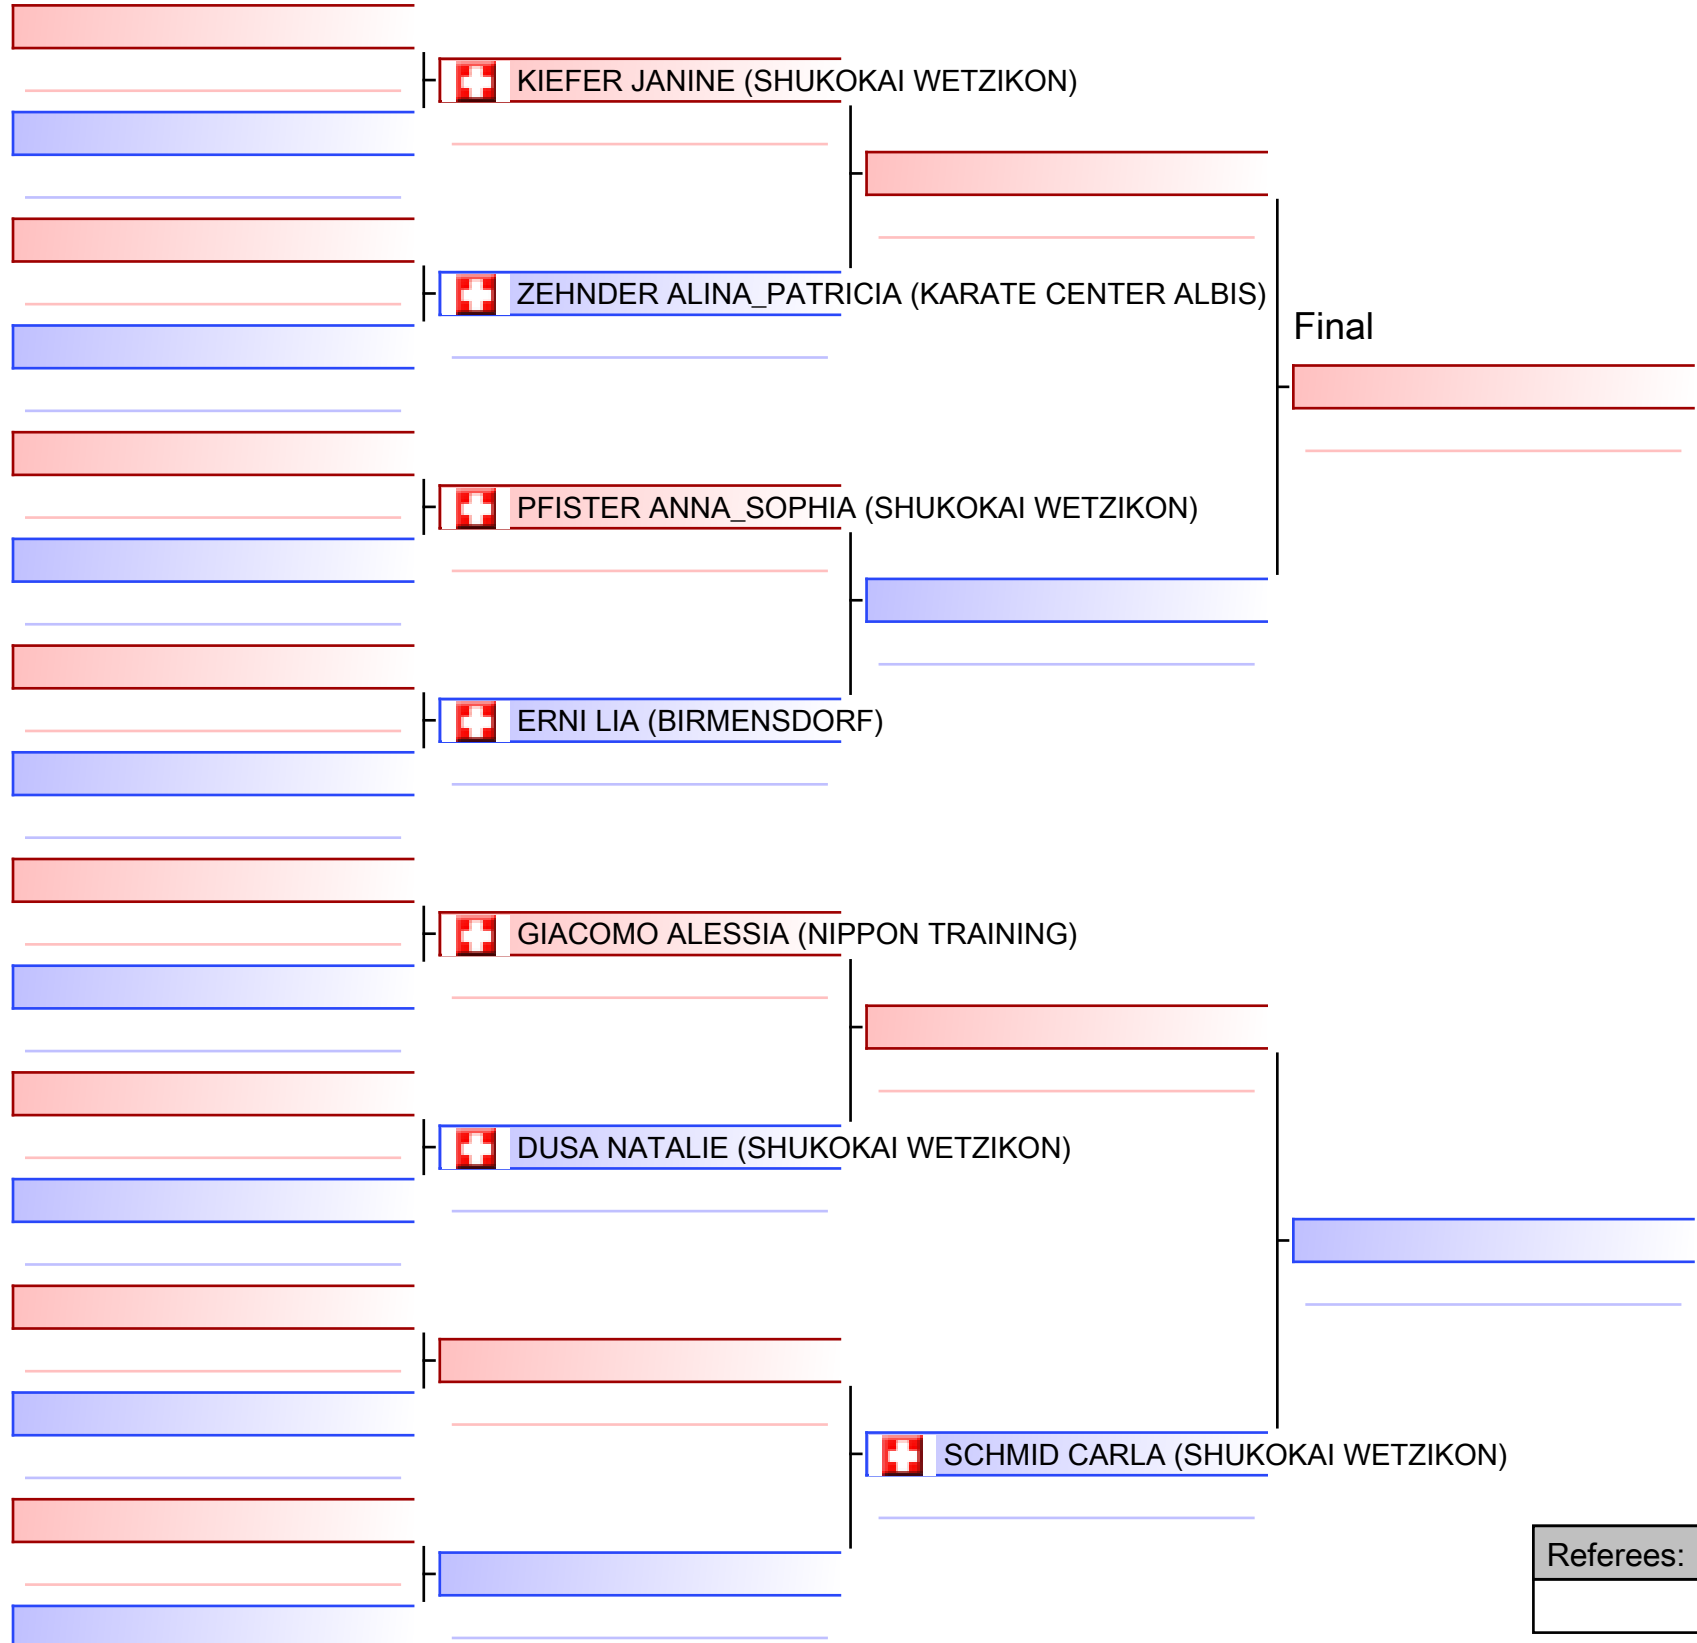 KIEFER JANINE (SHUKOKAI WETZIKON)
ZEHNDER ALINA_PATRICIA (KARATE CENTER ALBIS)
Final
PFISTER ANNA_SOPHIA (SHUKOKAI WETZIKON)
ERNI LIA (BIRMENSDORF)
GIACOMO ALESSIA (NIPPON TRAINING)
DUSA NATALIE (SHUKOKAI WETZIKON)
SCHMID CARLA (SHUKOKAI WETZIKON)
Referees: